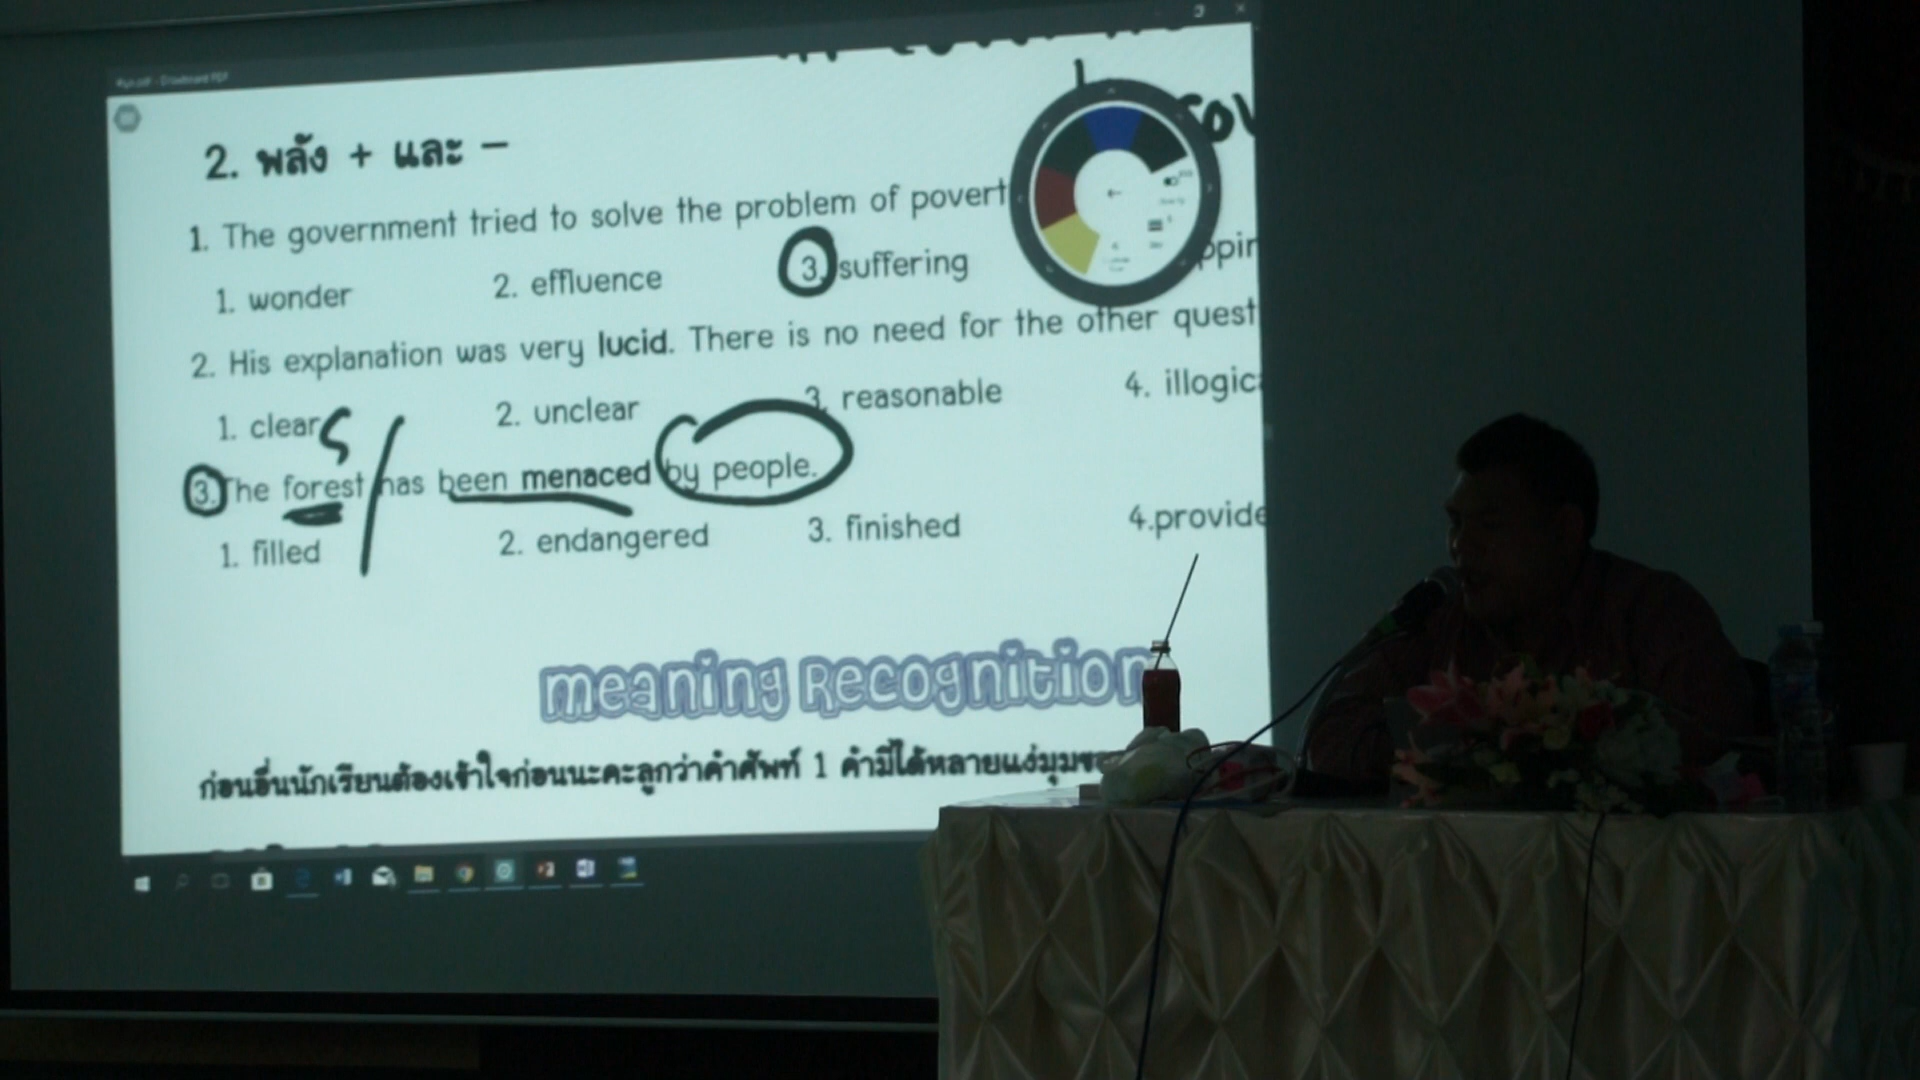 2. พลัง + และ -
1. The government tried to solve the problem of povert
1. wonder 2. effluence 3. suffering ppin
2. His explanation was very lucid. There is no need for the other quest
1. clear 2. unclear 3. reasonable 4. illogic
3. The forest has been menaced by people.
1. filled 2. endangered 3. finished 4.provide
Meaning Recognition
ก่อนอื่นนักเรียนต้องเข้าใจก่อนนะคะลูกว่าคำศัพท์ 1 คำมีได้หลายแง่มุม